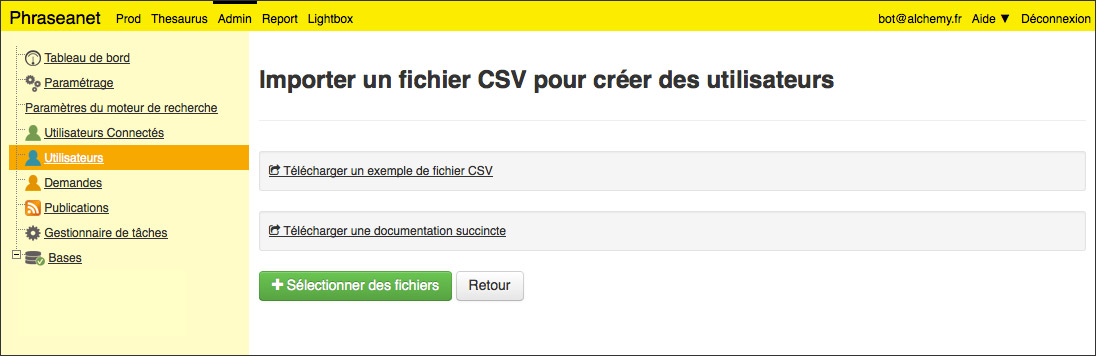 Phraseanet Prod Thesaurus Admin Report Lightbox bot@alchemy.fr Aide ▼ Déconnexion
Tableau de bord
Paramétrage
Paramètres du moteur de recherche
Utilisateurs Connectés
Utilisateurs
Demandes
Publications
Gestionnaire de tâches
Bases
Importer un fichier CSV pour créer des utilisateurs
Télécharger un exemple de fichier CSV
Télécharger une documentation succincte
Sélectionner des fichiers
Retour